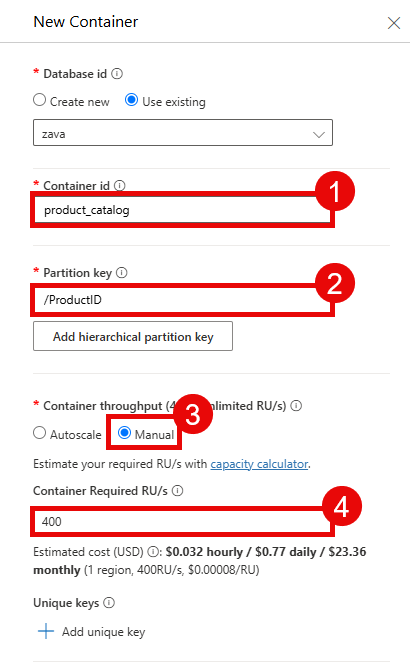 New Container
* Database id
Create new Use existing
zava
* Container id
1
product_catalog
* Partition key
2
/ProductID
Add hierarchical partition key
3
* Container throughput (4 nlimited RU/s)
Autoscale Manual
Estimate your required RU/s with capacity calculator.
Container Required RU/s
4
400
Estimated cost (USD) : $0.032 hourly / $0.77 daily / $23.36
monthly (1 region, 400RU/s, $0.00008/RU)
Unique keys
Add unique key